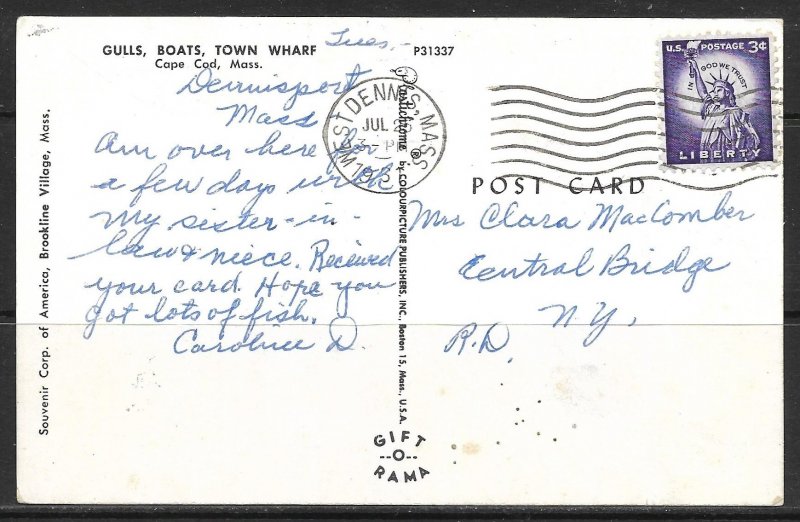 GULLS, BOATS, TOWN WHARF
Cape Cod, Mass.
P31337
Tues.-
Dennisport
Mass
Am over here for
a few days with
my sister-in-
law & niece. Recieved
your card. Hope you
got lots of fish.
Caroline D.
WEST DENNIS, MASS.
JUL
PM
U.S. POSTAGE 3¢
IN GOD WE TRUST
LIBERTY
POST CARD
Mrs Clara MacComber
Central Bridge
N.Y.
R.D.
Souvenir Corp. of America, Brookline Village, Mass.
"Plastichrome" ® by COLOURPICTURE PUBLISHERS, INC., Boston 15, Mass., U.S.A.
GIFT
--O--
RAMA